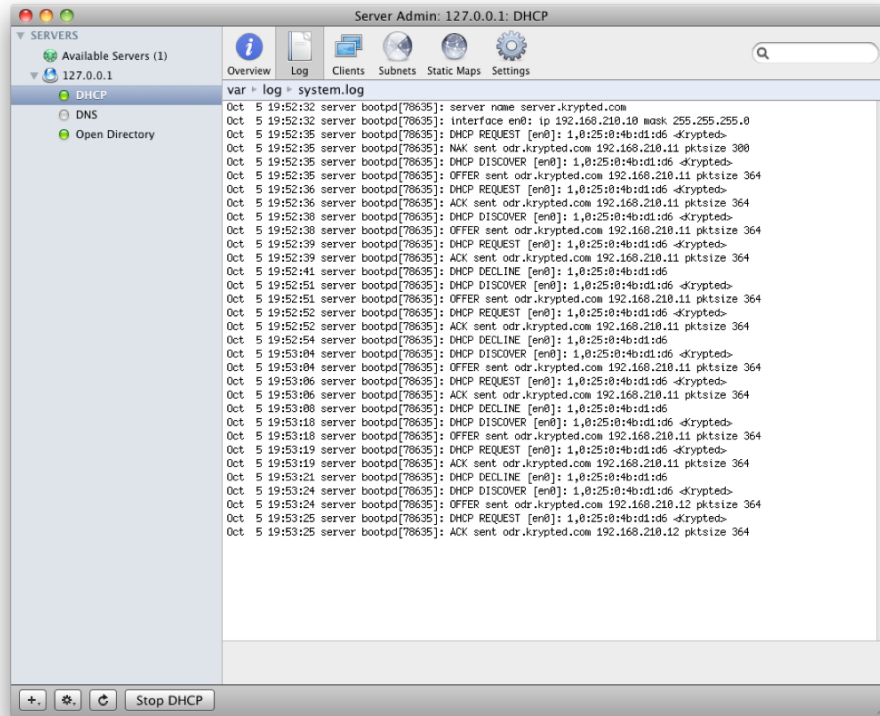 Server Admin: 127.0.0.1: DHCP
SERVERS
Available Servers (1)
127.0.0.1
DHCP
DNS
Open Directory
Overview Log Clients Subnets Static Maps Settings
var log system.log
Oct 5 19:52:32 server bootpd[78635]: server name server.krypted.com
Oct 5 19:52:32 server bootpd[78635]: interface en0: ip 192.168.210.10 mask 255.255.255.0
Oct 5 19:52:35 server bootpd[78635]: DHCP REQUEST [en0]: 1,0:25:0:4b:d1:d6 <Krypted>
Oct 5 19:52:35 server bootpd[78635]: NAK sent odr.krypted.com 192.168.210.11 pktsize 300
Oct 5 19:52:35 server bootpd[78635]: DHCP DISCOVER [en0]: 1,0:25:0:4b:d1:d6 <Krypted>
Oct 5 19:52:35 server bootpd[78635]: OFFER sent odr.krypted.com 192.168.210.11 pktsize 364
Oct 5 19:52:36 server bootpd[78635]: DHCP REQUEST [en0]: 1,0:25:0:4b:d1:d6 <Krypted>
Oct 5 19:52:36 server bootpd[78635]: ACK sent odr.krypted.com 192.168.210.11 pktsize 364
Oct 5 19:52:38 server bootpd[78635]: DHCP DISCOVER [en0]: 1,0:25:0:4b:d1:d6 <Krypted>
Oct 5 19:52:38 server bootpd[78635]: OFFER sent odr.krypted.com 192.168.210.11 pktsize 364
Oct 5 19:52:39 server bootpd[78635]: DHCP REQUEST [en0]: 1,0:25:0:4b:d1:d6 <Krypted>
Oct 5 19:52:39 server bootpd[78635]: ACK sent odr.krypted.com 192.168.210.11 pktsize 364
Oct 5 19:52:41 server bootpd[78635]: DHCP DECLINE [en0]: 1,0:25:0:4b:d1:d6
Oct 5 19:52:51 server bootpd[78635]: DHCP DISCOVER [en0]: 1,0:25:0:4b:d1:d6 <Krypted>
Oct 5 19:52:51 server bootpd[78635]: OFFER sent odr.krypted.com 192.168.210.11 pktsize 364
Oct 5 19:52:52 server bootpd[78635]: DHCP REQUEST [en0]: 1,0:25:0:4b:d1:d6 <Krypted>
Oct 5 19:52:52 server bootpd[78635]: ACK sent odr.krypted.com 192.168.210.11 pktsize 364
Oct 5 19:52:54 server bootpd[78635]: DHCP DECLINE [en0]: 1,0:25:0:4b:d1:d6
Oct 5 19:53:04 server bootpd[78635]: DHCP DISCOVER [en0]: 1,0:25:0:4b:d1:d6 <Krypted>
Oct 5 19:53:04 server bootpd[78635]: OFFER sent odr.krypted.com 192.168.210.11 pktsize 364
Oct 5 19:53:06 server bootpd[78635]: DHCP REQUEST [en0]: 1,0:25:0:4b:d1:d6 <Krypted>
Oct 5 19:53:06 server bootpd[78635]: ACK sent odr.krypted.com 192.168.210.11 pktsize 364
Oct 5 19:53:08 server bootpd[78635]: DHCP DECLINE [en0]: 1,0:25:0:4b:d1:d6
Oct 5 19:53:18 server bootpd[78635]: DHCP DISCOVER [en0]: 1,0:25:0:4b:d1:d6 <Krypted>
Oct 5 19:53:18 server bootpd[78635]: OFFER sent odr.krypted.com 192.168.210.11 pktsize 364
Oct 5 19:53:19 server bootpd[78635]: DHCP REQUEST [en0]: 1,0:25:0:4b:d1:d6 <Krypted>
Oct 5 19:53:19 server bootpd[78635]: ACK sent odr.krypted.com 192.168.210.11 pktsize 364
Oct 5 19:53:21 server bootpd[78635]: DHCP DECLINE [en0]: 1,0:25:0:4b:d1:d6
Oct 5 19:53:24 server bootpd[78635]: DHCP DISCOVER [en0]: 1,0:25:0:4b:d1:d6 <Krypted>
Oct 5 19:53:24 server bootpd[78635]: OFFER sent odr.krypted.com 192.168.210.12 pktsize 364
Oct 5 19:53:25 server bootpd[78635]: DHCP REQUEST [en0]: 1,0:25:0:4b:d1:d6 <Krypted>
Oct 5 19:53:25 server bootpd[78635]: ACK sent odr.krypted.com 192.168.210.12 pktsize 364
Stop DHCP